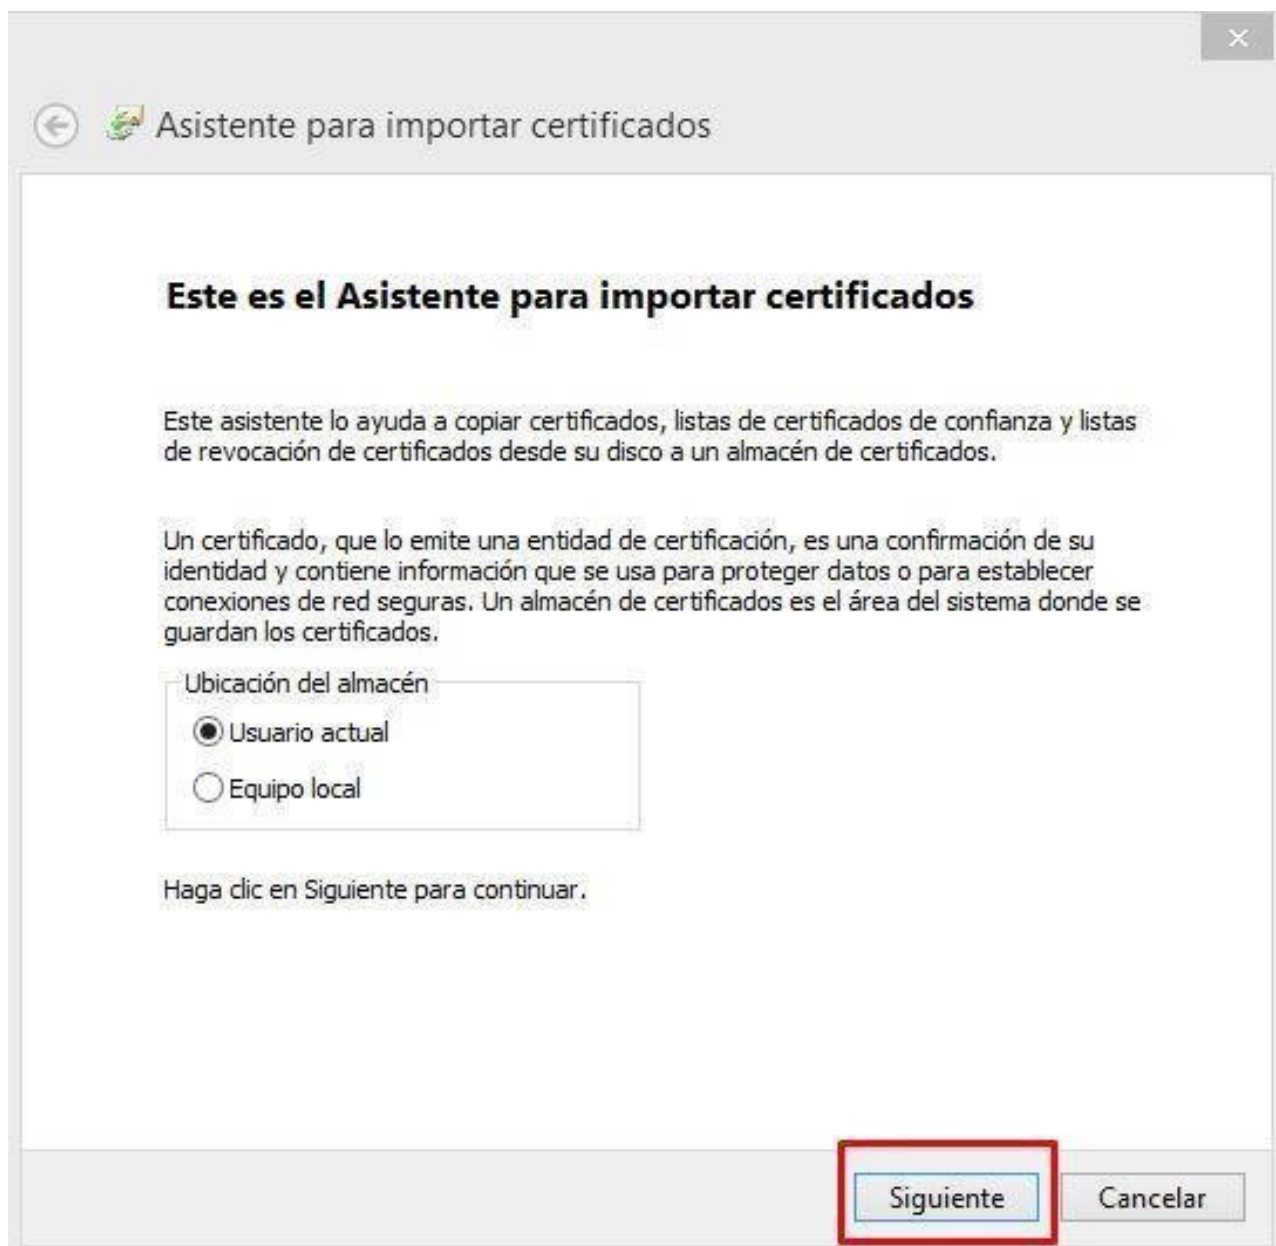 Asistente para importar certificados
Este es el Asistente para importar certificados
Este asistente lo ayuda a copiar certificados, listas de certificados de confianza y listas
de revocación de certificados desde su disco a un almacén de certificados.
Un certificado, que lo emite una entidad de certificación, es una confirmación de su
identidad y contiene información que se usa para proteger datos o para establecer
conexiones de red seguras. Un almacén de certificados es el área del sistema donde se
guardan los certificados.
Ubicación del almacén
Usuario actual
Equipo local
Haga clic en Siguiente para continuar.
Siguiente
Cancelar